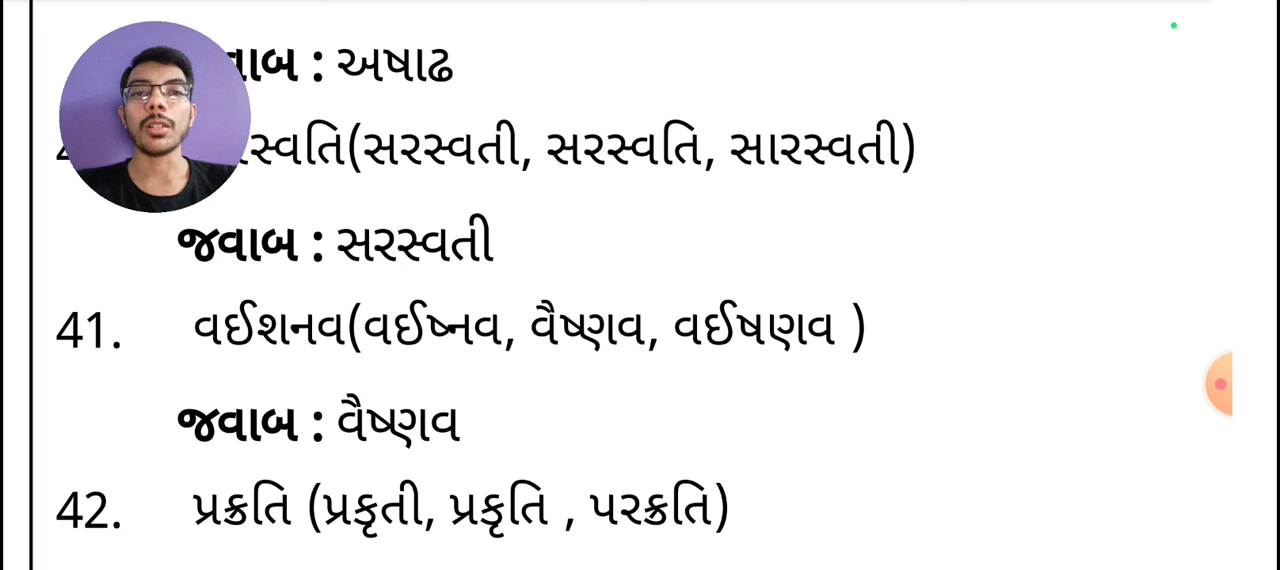 : અષાઢ
(સરસ્વતી, સરસ્વતિ, સારસ્વતી)
જવાબ : સરસ્વતી
41. વઈશનવ(વઈષ્નવ, વૈષ્ણવ, વઈષણવ )
જવાબ : વૈષ્ણવ
42. પ્રક્રતિ (પ્રકૃતી, પ્રકૃતિ , પરક્રતિ)